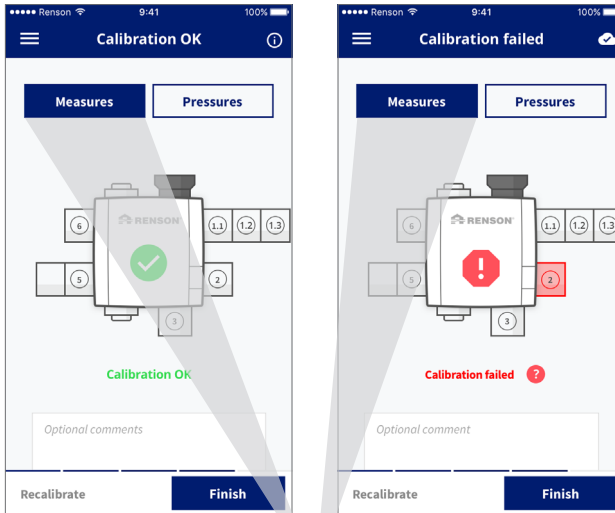 Renson 9:41 100%
Calibration OK
Measures Pressures
RENSON
6 1.1 1.2 1.3
5 2
3
Calibration OK
Optional comments
Recalibrate Finish
Renson 9:41 100%
Calibration failed
Measures Pressures
RENSON
6 1.1 1.2 1.3
!
5 2
3
Calibration failed ?
Optional comment
Recalibrate Finish